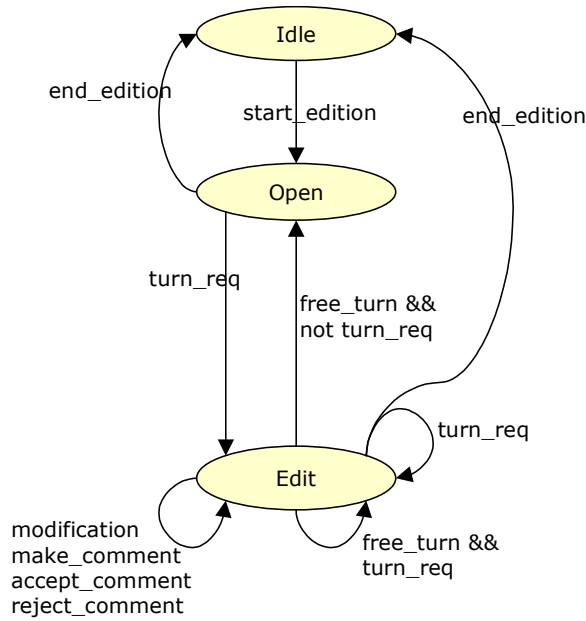 Idle
end_edition
start_edition
end_edition
Open
turn_req
free_turn &&
not turn_req
turn_req
Edit
modification
make_comment
accept_comment
reject_comment
free_turn &&
turn_req